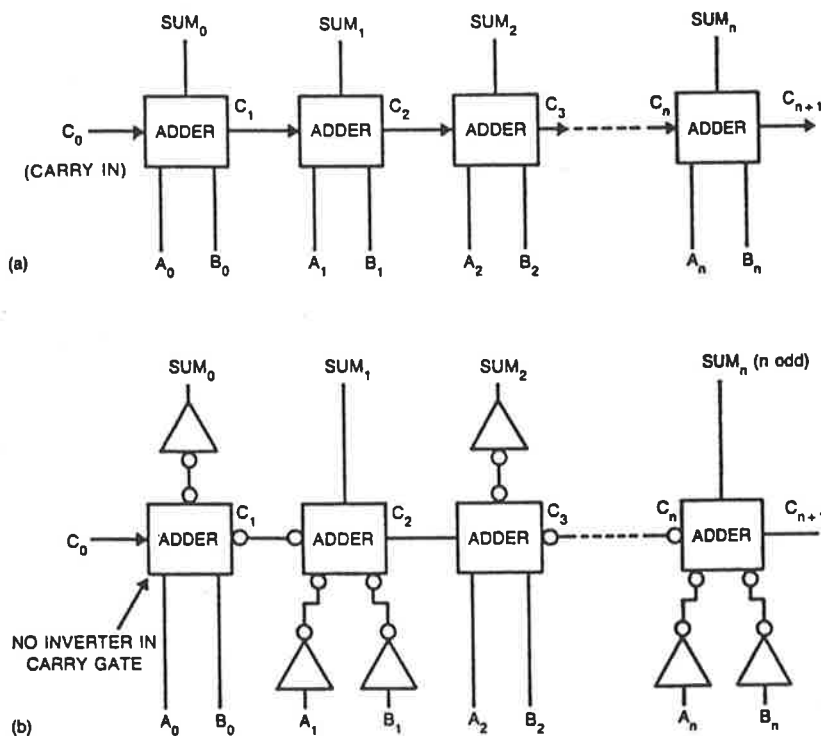 SUM₀ SUM₁ SUM₂ SUMₙ
C₀ ADDER C₁ ADDER C₂ ADDER C₃ Cₙ ADDER Cₙ₊₁
(CARRY IN)
(a) A₀ B₀ A₁ B₁ A₂ B₂ Aₙ Bₙ
SUM₀ SUM₁ SUM₂ SUMₙ (n odd)
C₀ ADDER C₁ ADDER C₂ ADDER C₃ Cₙ ADDER Cₙ₊
NO INVERTER IN
CARRY GATE
(b) A₀ B₀ A₁ B₁ A₂ B₂ Aₙ Bₙ